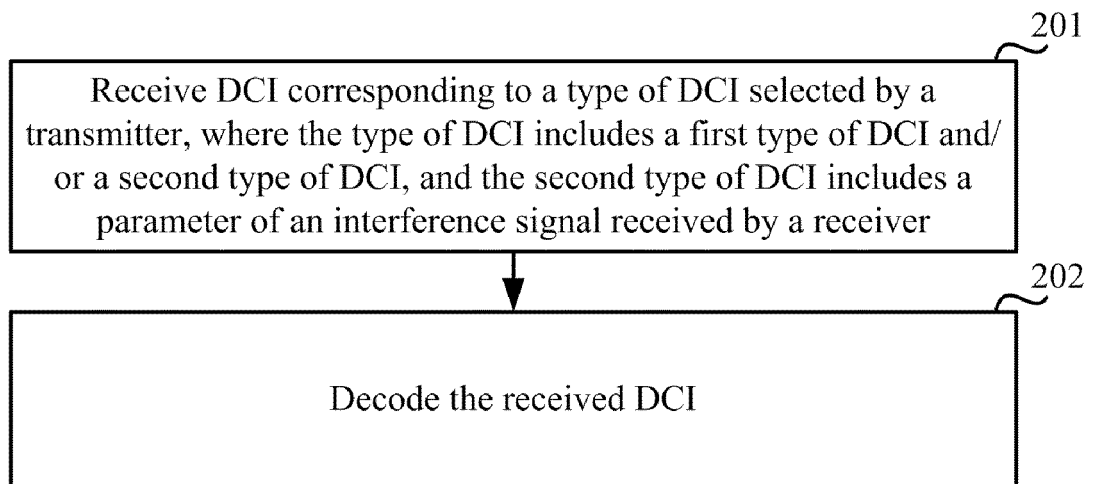 201
Receive DCI corresponding to a type of DCI selected by a
transmitter, where the type of DCI includes a first type of DCI and/
or a second type of DCI, and the second type of DCI includes a
parameter of an interference signal received by a receiver
202
Decode the received DCI